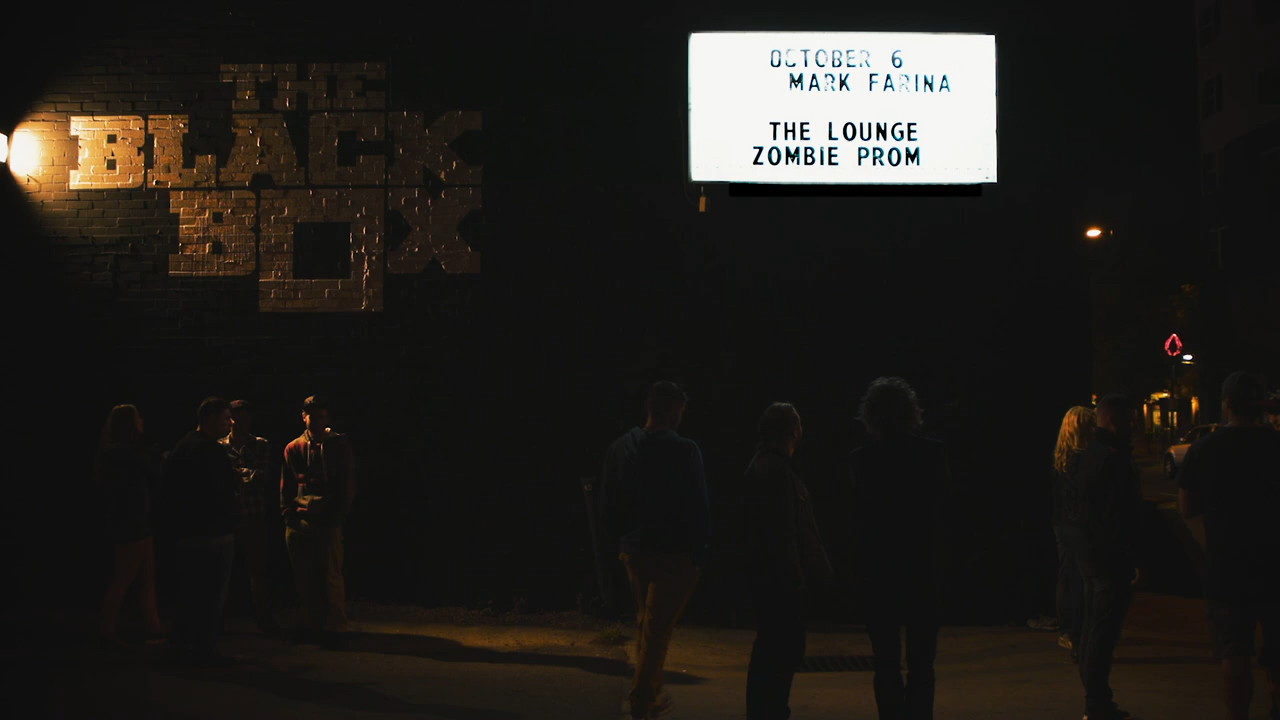 THE
BLACK
BOX
OCTOBER 6
MARK FARINA
THE LOUNGE
ZOMBIE PROM